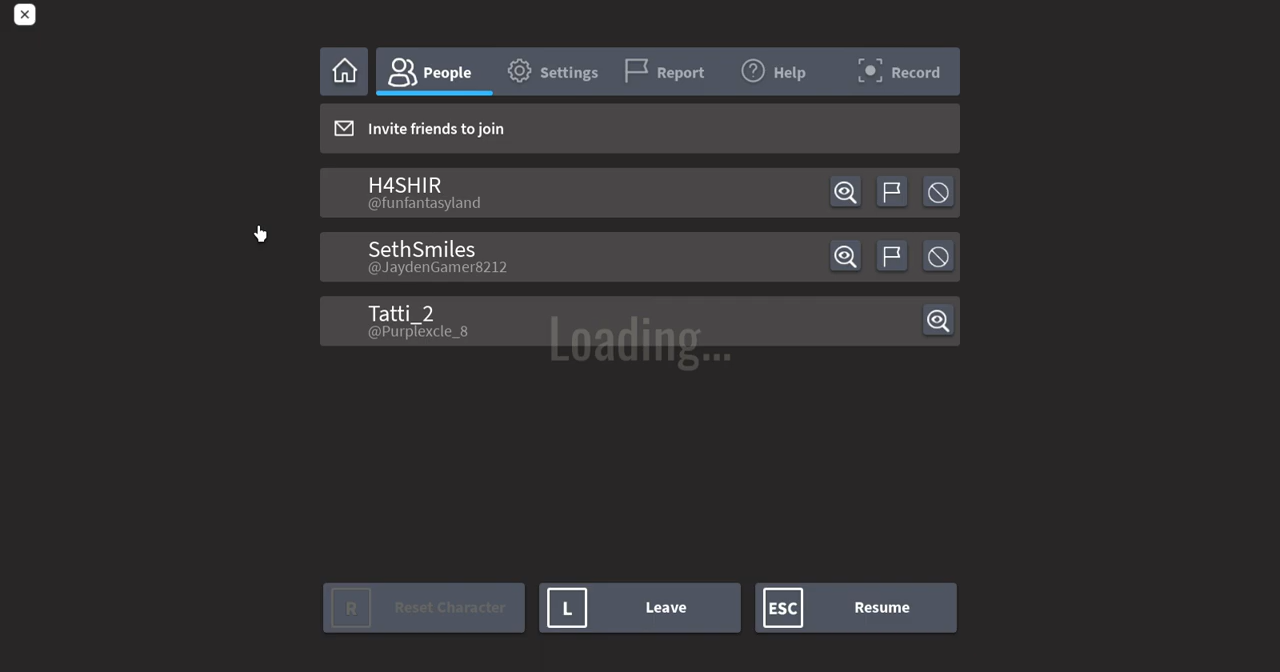 People Settings Report Help Record
Invite friends to join
H4SHIR
@funfantasyland
SethSmiles
@JaydenGamer8212
Tatti_2
@Purplexcle_8
Loading...
R Reset Character L Leave ESC Resume